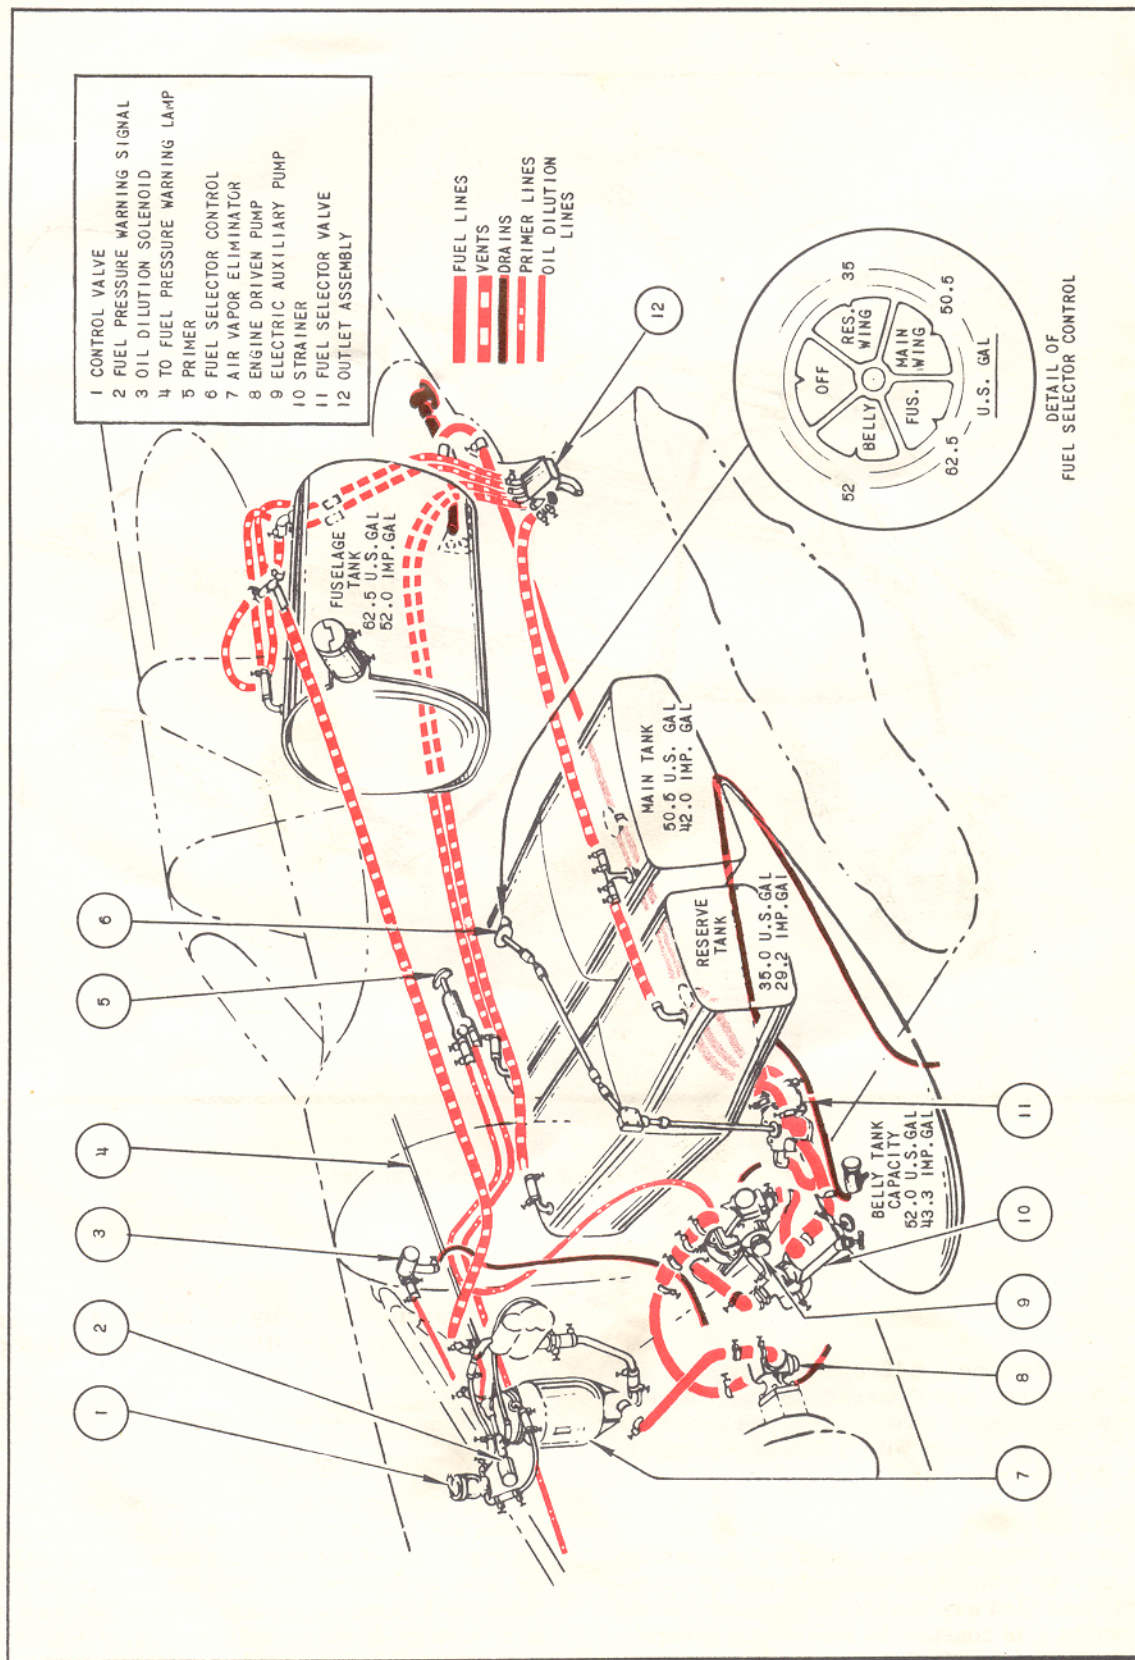 1 CONTROL VALVE
2 FUEL PRESSURE WARNING SIGNAL
3 OIL DILUTION SOLENOID
4 TO FUEL PRESSURE WARNING LAMP
5 PRIMER
6 FUEL SELECTOR CONTROL
7 AIR VAPOR ELIMINATOR
8 ENGINE DRIVEN PUMP
9 ELECTRIC AUXILIARY PUMP
10 STRAINER
11 FUEL SELECTOR VALVE
12 OUTLET ASSEMBLY
FUEL LINES
VENTS
DRAINS
PRIMER LINES
OIL DILUTION
LINES
1
2
3
4
5
6
FUSELAGE
TANK
62.5 U.S.GAL
52.0 IMP.GAL
MAIN TANK
50.5 U.S. GAL
42.0 IMP. GAL
RESERVE
TANK
35.0 U.S.GAL
29.2 IMP.GAL
BELLY TANK
CAPACITY
52.0 U.S.GAL
43.3 IMP.GAL
7
8
9
10
11
12
OFF
RES.
WING
35
MAIN
WING
50.5
FUS.
62.5
BELLY
52
U.S. GAL
DETAIL OF
FUEL SELECTOR CONTROL